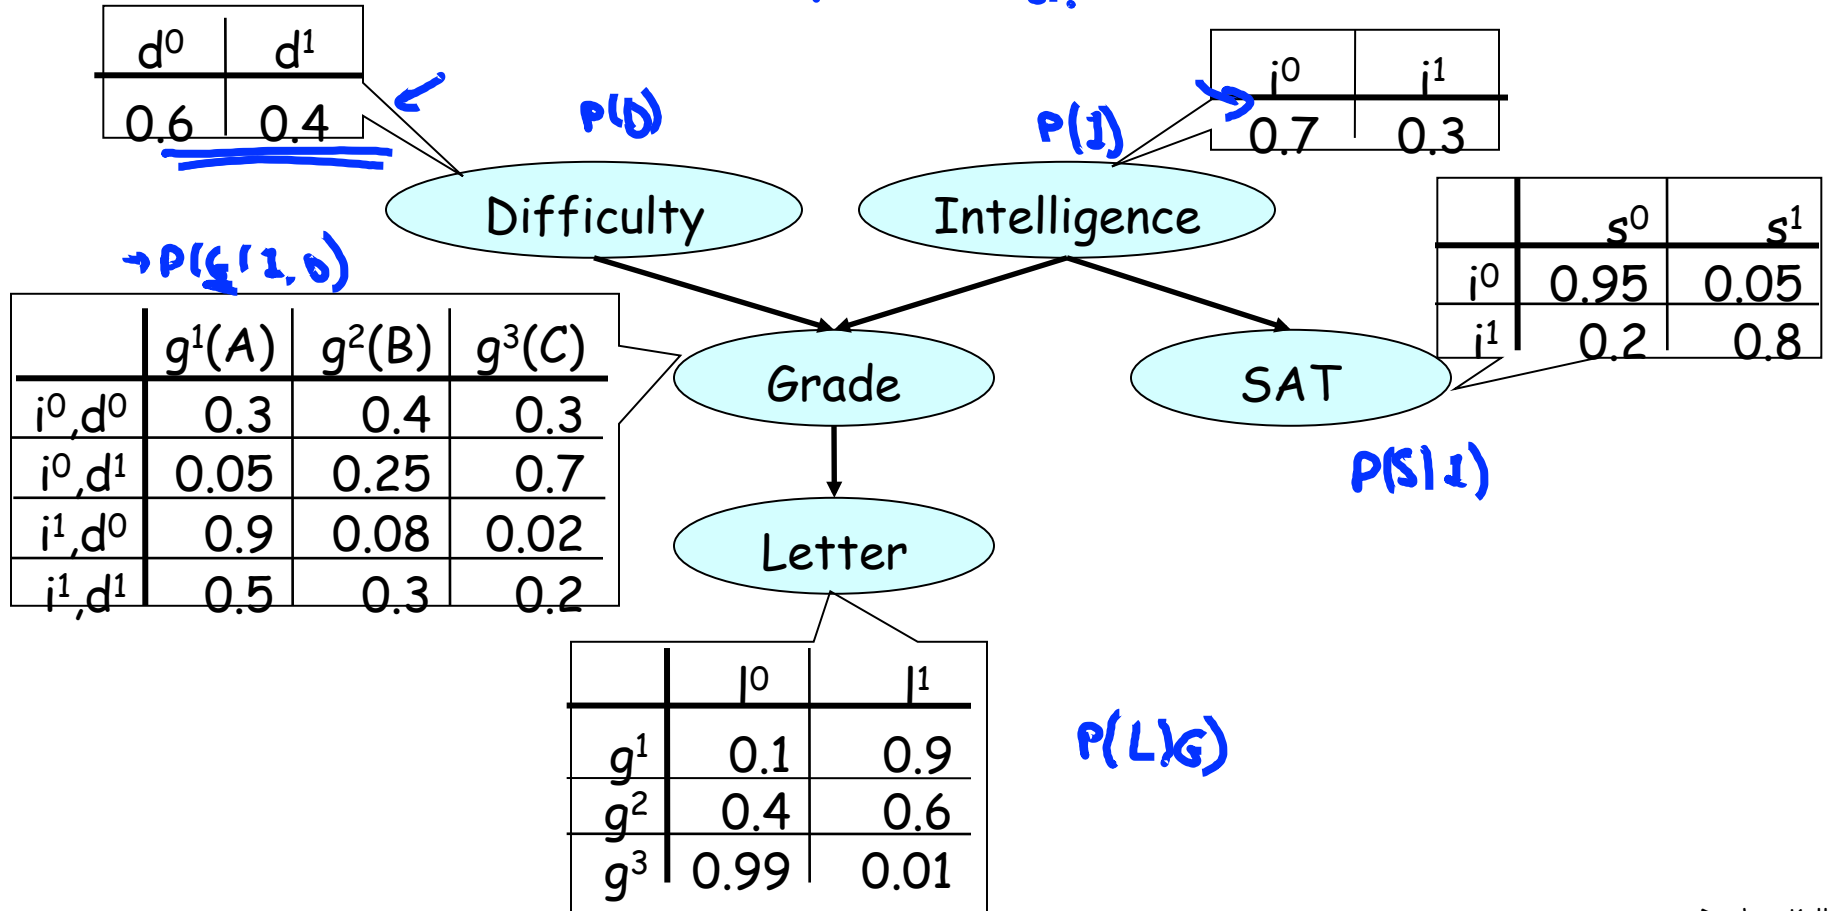 d⁰ d¹
0.6 0.4
P(D)
P(I)
i⁰ i¹
0.7 0.3
Difficulty
Intelligence
s⁰ s¹
i⁰ 0.95 0.05
i¹ 0.2 0.8
→ P(G|I,D)
g¹(A) g²(B) g³(C)
i⁰,d⁰ 0.3 0.4 0.3
i⁰,d¹ 0.05 0.25 0.7
i¹,d⁰ 0.9 0.08 0.02
i¹,d¹ 0.5 0.3 0.2
Grade
SAT
P(S|I)
Letter
l⁰ l¹
g¹ 0.1 0.9
g² 0.4 0.6
g³ 0.99 0.01
P(L|G)